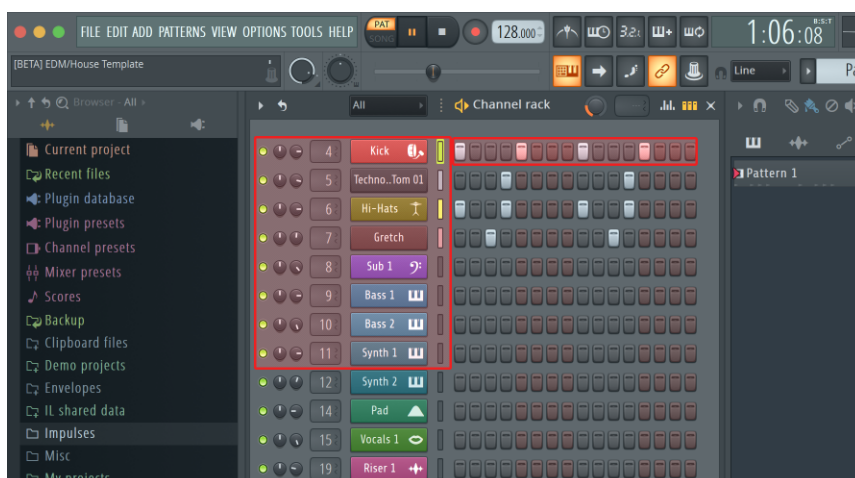 FILE EDIT ADD PATTERNS VIEW OPTIONS TOOLS HELP
PAT
SONG
128.000
3.2.
B:S:T
1:06:08
[BETA] EDM/House Template
Line
Pa
Browser - All
All
Channel rack
Current project
Recent files
Plugin database
Plugin presets
Channel presets
Mixer presets
Scores
Backup
Clipboard files
Demo projects
Envelopes
IL shared data
Impulses
Misc
My projects
4 Kick
5 Techno..Tom 01
6 Hi-Hats
7 Gretch
8 Sub 1
9 Bass 1
10 Bass 2
11 Synth 1
12 Synth 2
14 Pad
15 Vocals 1
19 Riser 1
Pattern 1